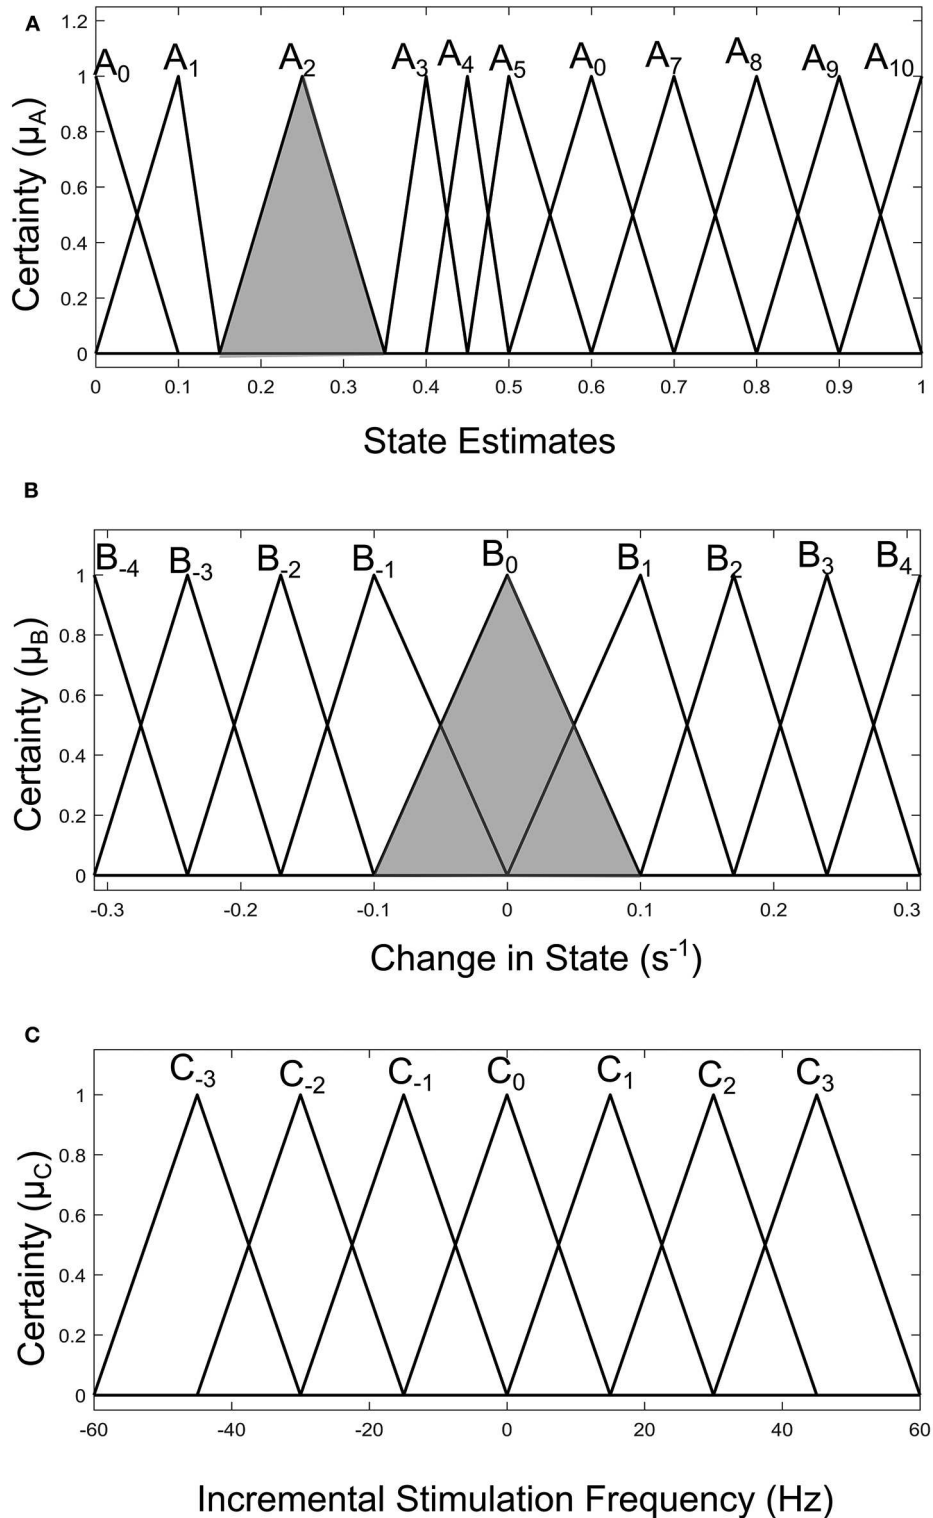 A
1.2
A0 A1 A2 A3 A4 A5 A0 A7 A8 A9 A10
1
0.8
0.6
0.4
0.2
0
Certainty (μA)
0 0.1 0.2 0.3 0.4 0.5 0.6 0.7 0.8 0.9 1
State Estimates
B
B-4 B-3 B-2 B-1 B0 B1 B2 B3 B4
1
0.8
0.6
0.4
0.2
0
Certainty (μB)
-0.3 -0.2 -0.1 0 0.1 0.2 0.3
Change in State (s-1)
C
C-3 C-2 C-1 C0 C1 C2 C3
1
0.8
0.6
0.4
0.2
0
Certainty (μC)
-60 -40 -20 0 20 40 60
Incremental Stimulation Frequency (Hz)